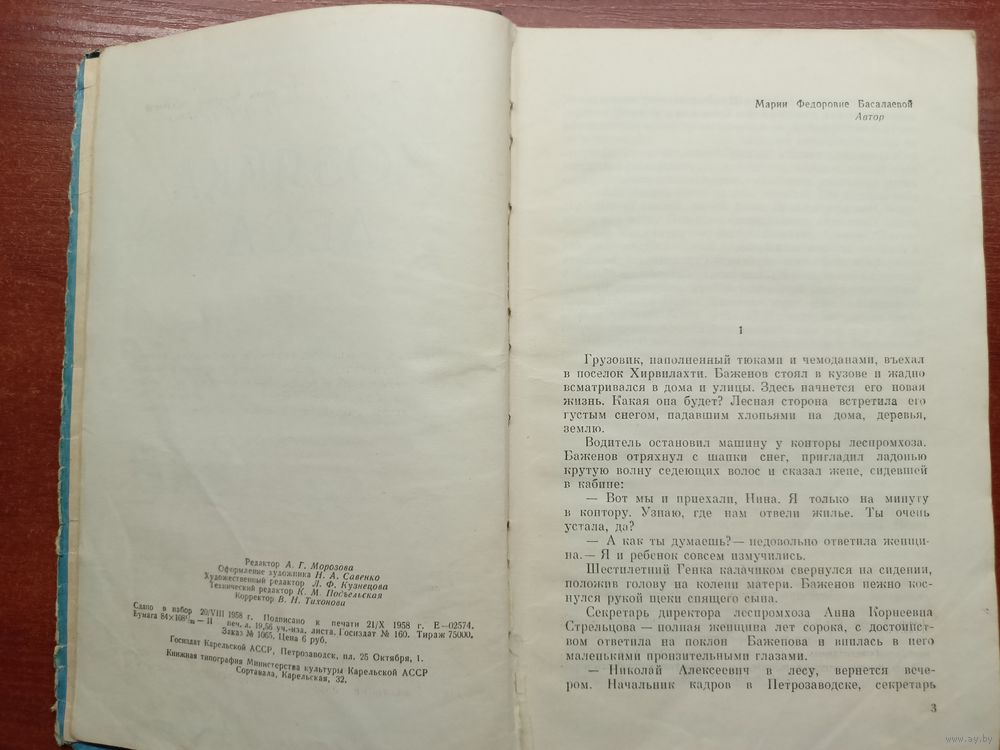 Редактор А. Г. Морозова
Оформление художника Н. А. Савенко
Художественный редактор Л. Ф. Кузнецова
Технический редактор К. М. Посъельская
Корректор В. Н. Тихонова
Сдано в набор 20/VIII 1958 г. Подписано к печати 21/X 1958 г. Е—02574.
Бумага 84×108 — 11 печ. л. 19,56 уч.-изд. листа. Госиздат № 160. Тираж 75000.
Заказ № 1065. Цена 6 руб.
Госиздат Карельской АССР, Петрозаводск, пл. 25 Октября, 1.
Книжная типография Министерства культуры Карельской АССР
Сортавала, Карельская, 32.
Марии Федоровне Басалаевой
Автор
1
Грузовик, наполненный тюками и чемоданами, въехал
в поселок Хирвилахти. Баженов стоял в кузове и жадно
всматривался в дома и улицы. Здесь начнется его новая
жизнь. Какая она будет? Лесная сторона встретила его
густым снегом, падавшим хлопьями на дома, деревья,
землю.
Водитель остановил машину у конторы леспромхоза.
Баженов отряхнул с шапки снег, пригладил ладонью
крутую волну седеющих волос и сказал жене, сидевшей
в кабине:
— Вот мы и приехали, Нина. Я только на минуту
в контору. Узнаю, где нам отвели жилье. Ты очень
устала, да?
— А как ты думаешь? — недовольно ответила женщи-
на. — Я и ребенок совсем измучились.
Шестилетний Генка калачиком свернулся на сидении,
положив голову на колени матери. Баженов нежно кос-
нулся рукой щеки спящего сына.
Секретарь директора леспромхоза Анна Корнеевна
Стрельцова — полная женщина лет сорока, с достоинст-
вом ответила на поклон Баженова и впилась в него
маленькими пронзительными глазами.
— Николай Алексеевич в лесу, вернется вече-
ром. Начальник кадров в Петрозаводске, секретарь
3
www.ay.by